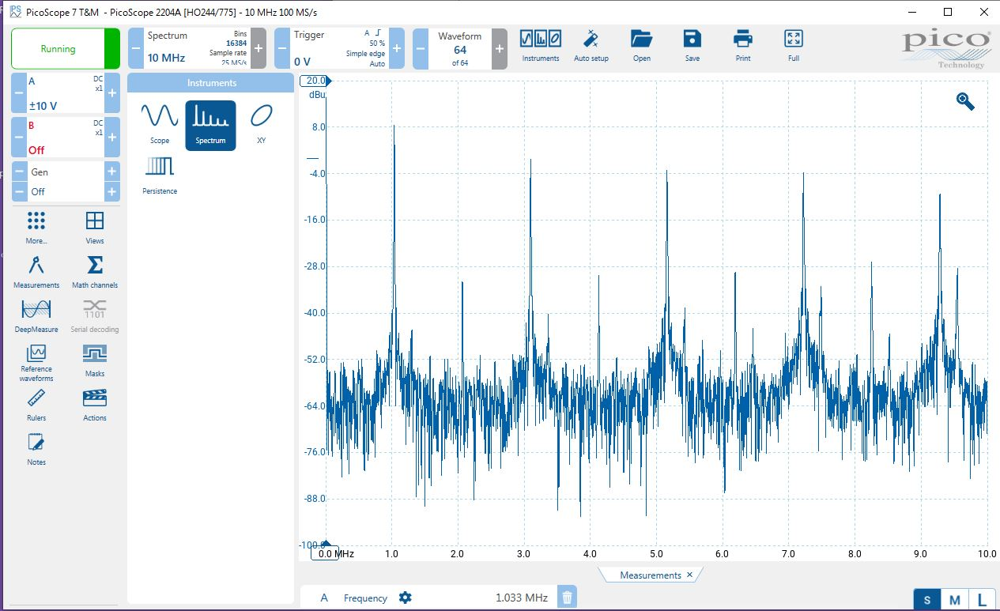 PicoScope 7 T&M  - PicoScope 2204A [HO244/775] - 10 MHz 100 MS/s
Running
Spectrum
10 MHz
Bins
16384
Sample rate
25 MS/s
Trigger
0 V
A
50 %
Simple edge
Auto
Waveform
64
of 64
Instruments
Auto setup
Open
Save
Print
Full
pico
Technology
A
DC
x1
±10 V
B
DC
x1
Off
Gen
Off
More...
Views
Measurements
Math channels
DeepMeasure
1101
Serial decoding
Reference
waveforms
Masks
Rulers
Actions
Notes
Instruments
Scope
Spectrum
XY
Persistence
20.0
dBu
8.0
-4.0
-16.0
-28.0
-40.0
-52.0
-64.0
-76.0
-88.0
-100.0
0.0 MHz
1.0
2.0
3.0
4.0
5.0
6.0
7.0
8.0
9.0
10.0
Measurements ×
A Frequency 1.033 MHz
S M L